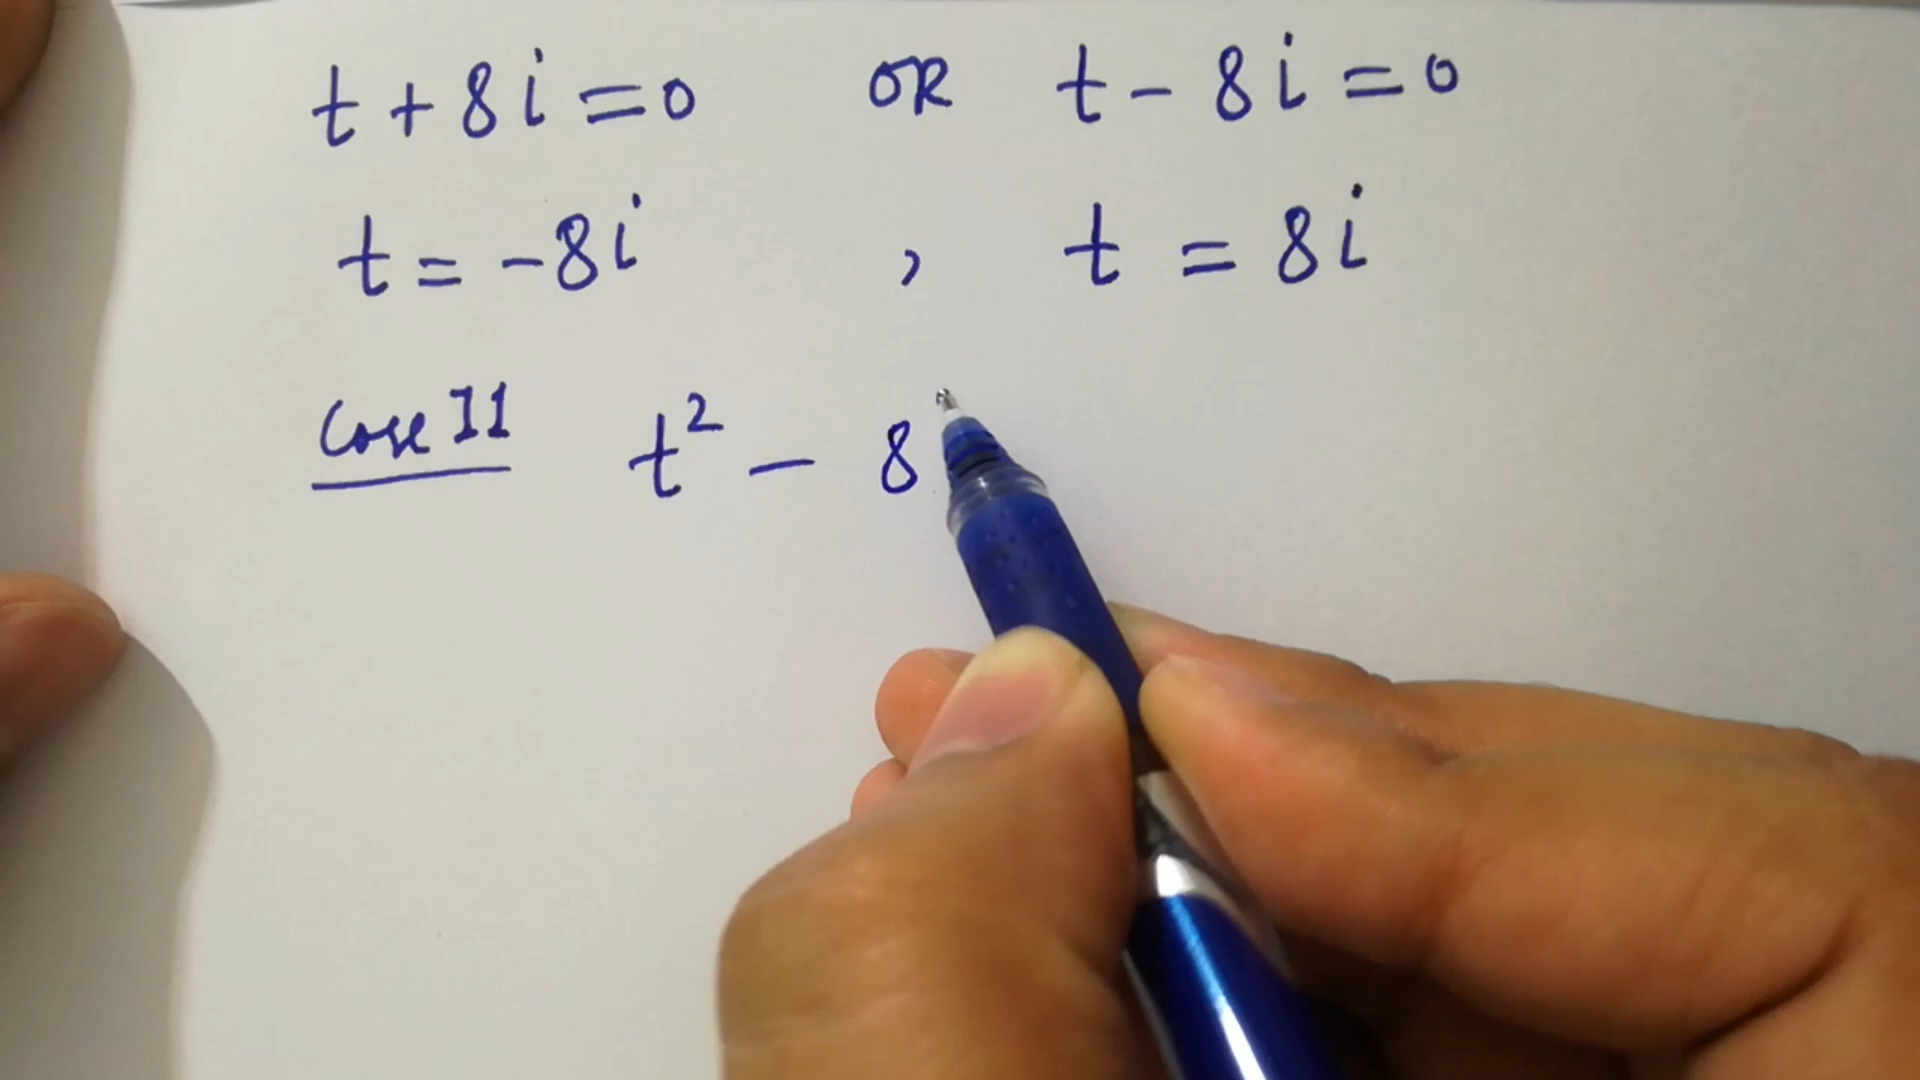 t + 8i = 0 OR t - 8i = 0
t = -8i , t = 8i
Case II t² - 8